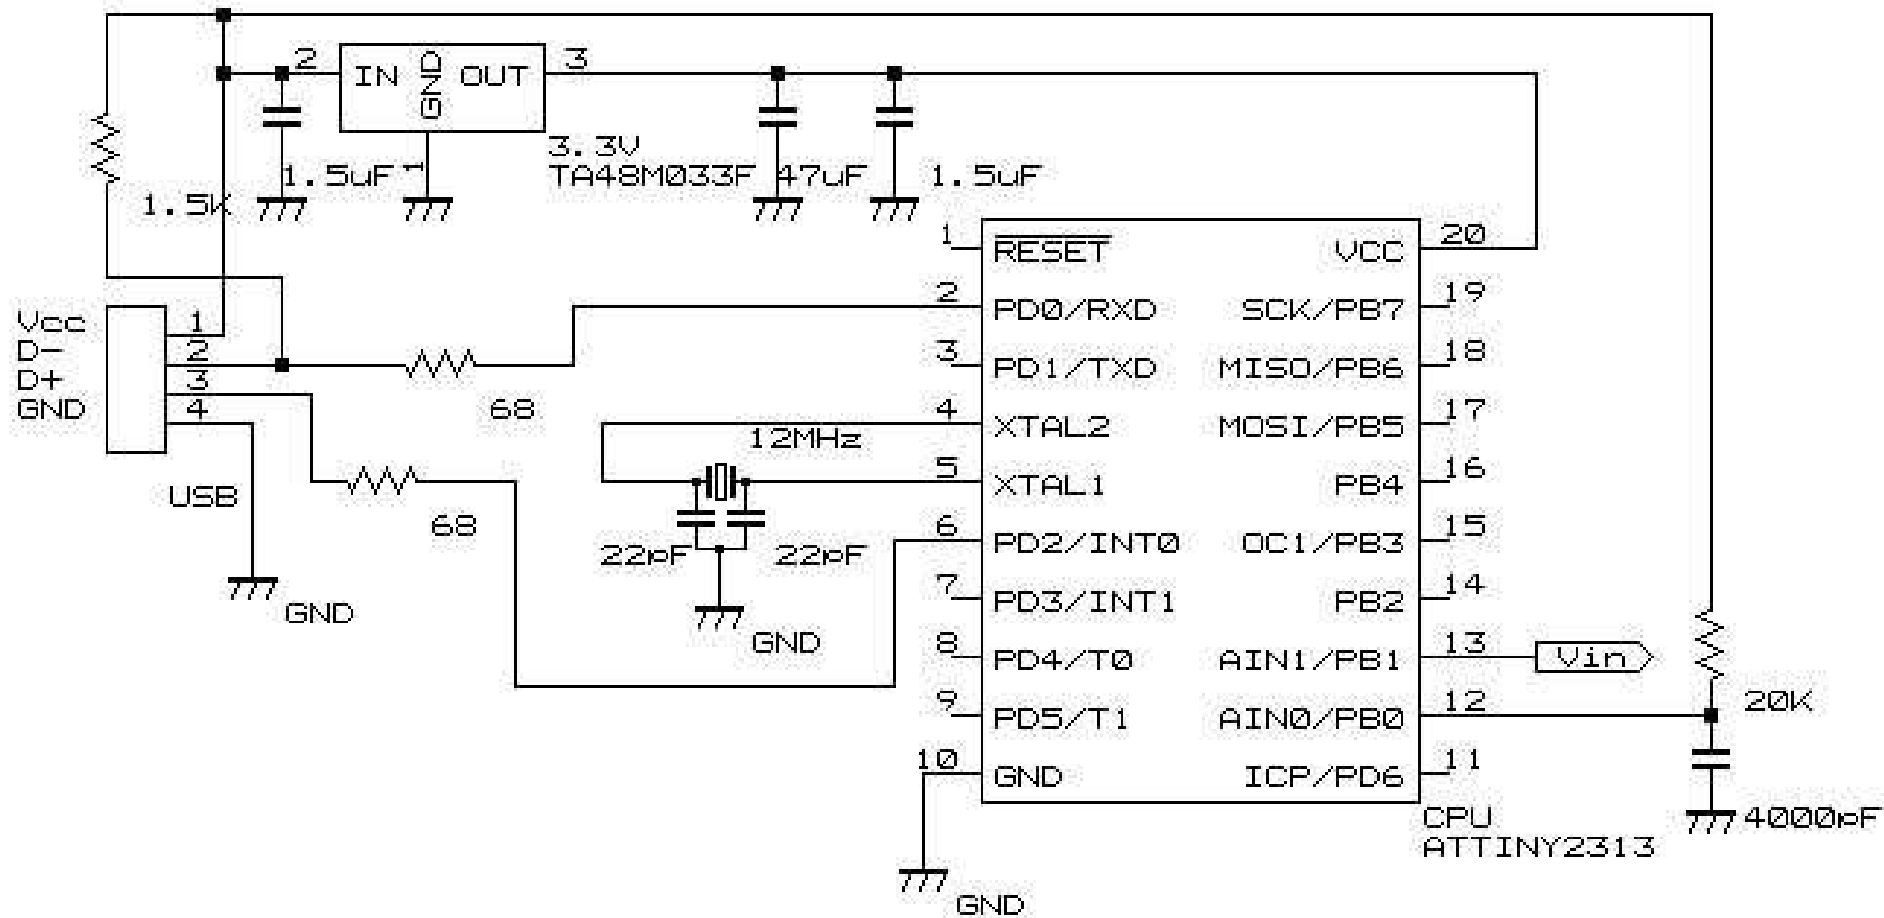 2 IN GND OUT 3
1
3.3V
1.5uF TA48M033F 47uF 1.5uF
1.5K
1 RESET VCC 20
2 PD0/RXD SCK/PB7 19
3 PD1/TXD MISO/PB6 18
4 XTAL2 MOSI/PB5 17
5 XTAL1 PB4 16
6 PD2/INT0 OC1/PB3 15
7 PD3/INT1 PB2 14
8 PD4/T0 AIN1/PB1 13
9 PD5/T1 AIN0/PB0 12
10 GND ICP/PD6 11
CPU
ATTINY2313
Vcc 1
D- 2
D+ 3
GND 4
USB
GND
68
68
12MHz
22pF 22pF
GND
Vin
20K
4000pF
GND